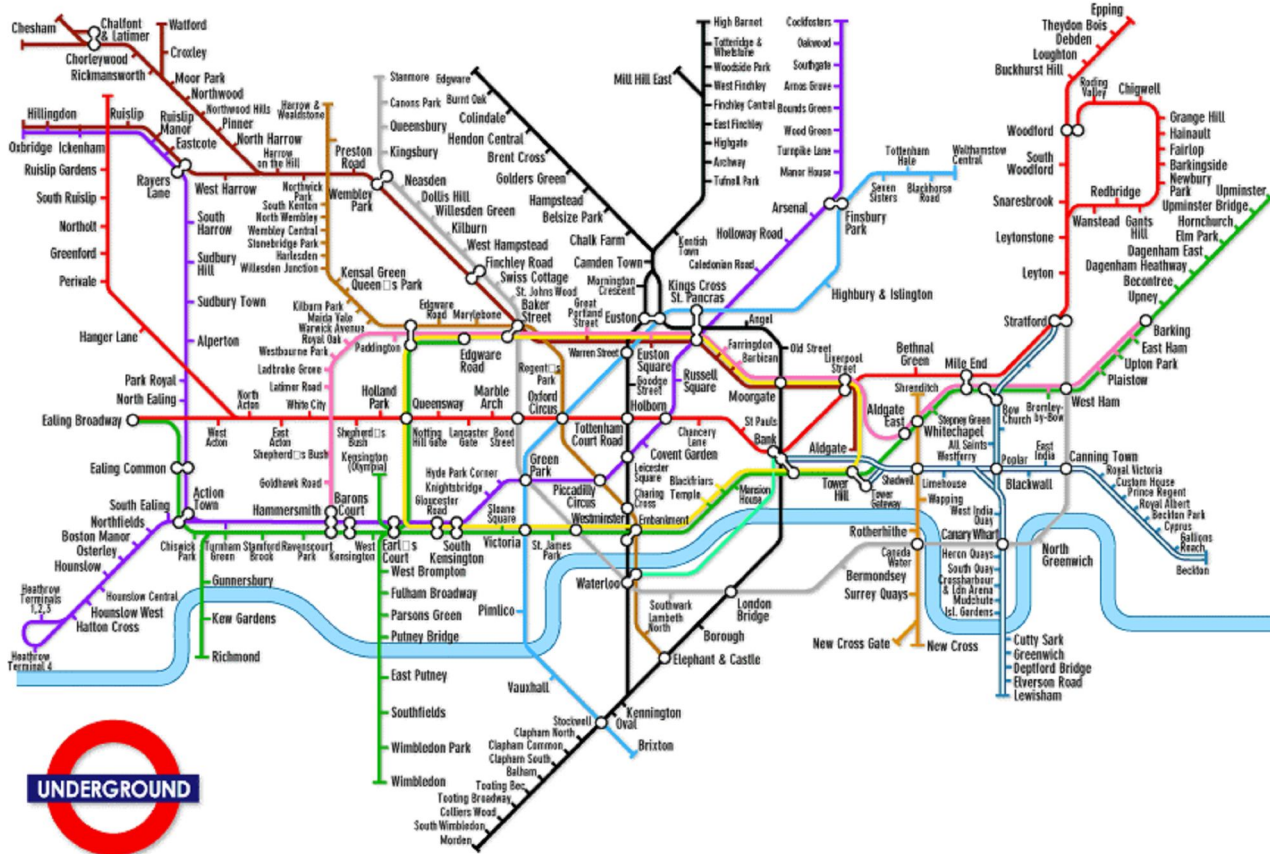 Chesham
Chalfont
& Latimer
Watford
Croxley
Chorleywood
Rickmansworth
Moor Park
Northwood
Northwood Hills
Pinner
North Harrow
Harrow
on the Hill
Hillingdon
Ruislip
Ruislip
Manor
Eastcote
Oxbridge
Ickenham
Rayers
Lane
West Harrow
Northwick
Park
Preston
Road
Wembley
Park
Ruislip Gardens
South Ruislip
Northolt
Greenford
Perivale
Hanger Lane
South
Harrow
Sudbury
Hill
Sudbury Town
Alperton
Park Royal
North Ealing
Harrow &
Wealdstone
South Kenton
North Wembley
Wembley Central
Stonebridge Park
Harlesden
Willesden Junction
Kensal Green
Queen□s Park
Kilburn Park
Maida Vale
Warwick Avenue
Royal Oak
Westbourne Park
Ladbroke Grove
Latimer Road
White City
Stanmore
Canons Park
Queensbury
Kingsbury
Neasden
Dollis Hill
Willesden Green
Kilburn
West Hampstead
Finchley Road
Swiss Cottage
St. Johns Wood
Baker
Street
Edgware
Burnt Oak
Colindale
Hendon Central
Brent Cross
Golders Green
Hampstead
Belsize Park
Chalk Farm
Camden Town
Mornington
Crescent
Euston
High Barnet
Totteridge &
Whetstone
Woodside Park
West Finchley
Mill Hill East
Finchley Central
East Finchley
Highgate
Archway
Tufnell Park
Kentish
Town
Kings Cross
St. Pancras
Cockfosters
Oakwood
Southgate
Arnos Grove
Bounds Green
Wood Green
Turnpike Lane
Manor House
Arsenal
Holloway Road
Caledonian Road
Tottenham
Hale
Walthamstow
Central
Seven
Sisters
Blackhorse
Road
Finsbury
Park
Highbury & Islington
Epping
Theydon Bois
Debden
Loughton
Buckhurst Hill
Roding
Valley
Chigwell
Grange Hill
Hainault
Fairlop
Barkingside
Newbury
Park
Woodford
South
Woodford
Snaresbrook
Redbridge
Wanstead
Gants
Hill
Leytonstone
Leyton
Stratford
Upminster
Upminster Bridge
Hornchurch
Elm Park
Dagenham East
Dagenham Heathway
Becontree
Upney
Barking
East Ham
Upton Park
Plaistow
West Ham
Edgware
Road
Marylebone
Great
Portland
Street
Paddington
Edgware
Road
Regent□s
Park
Warren Street
Euston
Square
Goodge
Street
Russell
Square
Angel
Old Street
Farringdon
Barbican
Moorgate
Liverpool
Street
Bethnal
Green
Mile End
Shreditch
Aldgate
East
Whitechapel
Stepney Green
Bow
Church
Bromley-
by-Bow
Ealing Broadway
West
Acton
North
Acton
East
Acton
Shepherd□s Bush
Shepherd□s
Bush
Holland
Park
Notting
Hill Gate
Queensway
Lancaster
Gate
Marble
Arch
Bond
Street
Oxford
Circus
Tottenham
Court Road
Holborn
Chancery
Lane
St Pauls
Bank
Aldgate
Covent Garden
Leicester
Square
Piccadilly
Circus
Charing
Cross
Green
Park
Hyde Park Corner
Knightsbridge
Kensington
(Olympia)
Goldhawk Road
Ealing Common
South Ealing
Action
Town
Northfields
Boston Manor
Osterley
Hounslow
Hounslow Central
Hounslow West
Hatton Cross
Heathrow
Terminals
1,2,3
Heathrow
Terminal 4
Hammersmith
Barons
Court
Gloucester
Road
Sloane
Square
Westminster
Embaniment
Blackfriars
Temple
Mansion
House
Tower
Hill
Tower
Gateway
Shadwell
Chiswick
Park
Turnham
Green
Stamford
Brook
Ravenscourt
Park
West
Kensington
Earl□s
Court
South
Kensington
Victoria
St. James
Park
Gunnersbury
Kew Gardens
Richmond
West Brompton
Fulham Broadway
Parsons Green
Putney Bridge
East Putney
Southfields
Wimbledon Park
Wimbledon
Pimlico
Vauxhall
Stockwell
Brixton
Waterloo
Southwark
Lambeth
North
London
Bridge
Borough
Elephant & Castle
Kennington
Oval
Clapham North
Clapham Common
Clapham South
Balham
Tooting Bec
Tooting Broadway
Colliers Wood
South Wimbledon
Morden
All Saints
Westferry
Limehouse
Poplar
East
India
Blackwall
Canning Town
Royal Victoria
Custom House
Prince Regent
Royal Albert
Beckton Park
Cyprus
Gallions
Reach
Beckton
Wapping
Rotherhithe
Canada
Water
Bermondsey
Surrey Quays
New Cross Gate
New Cross
West India
Quay
Canary Wharf
Heron Quays
South Quay
Crossharbour
& Ldn Arena
Mudchute
Isl. Gardens
North
Greenwich
Cutty Sark
Greenwich
Deptford Bridge
Elverson Road
Lewisham
UNDERGROUND